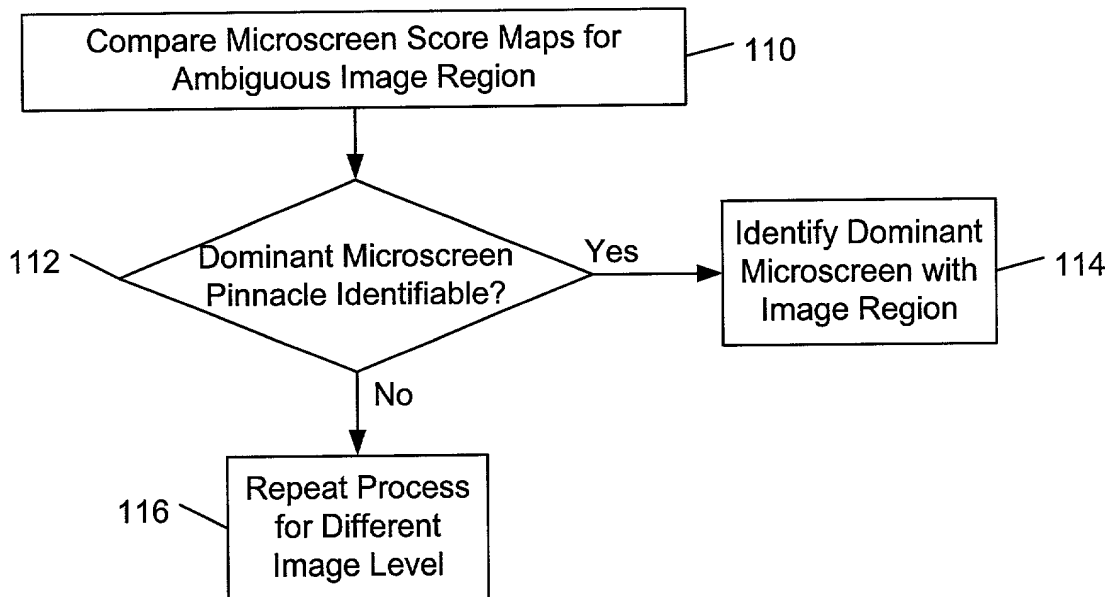 Compare Microscreen Score Maps for
Ambiguous Image Region
110
112
Dominant Microscreen
Pinnacle Identifiable?
Yes
Identify Dominant
Microscreen with
Image Region
114
No
116
Repeat Process
for Different
Image Level